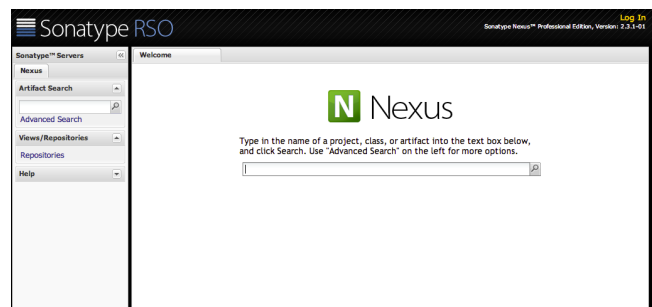 Sonatype RSO
Log In
Sonatype Nexus™ Professional Edition, Version: 2.3.1-01
Sonatype™ Servers
Welcome
Nexus
Artifact Search
Advanced Search
Views/Repositories
Repositories
Help
N Nexus
Type in the name of a project, class, or artifact into the text box below,
and click Search. Use "Advanced Search" on the left for more options.